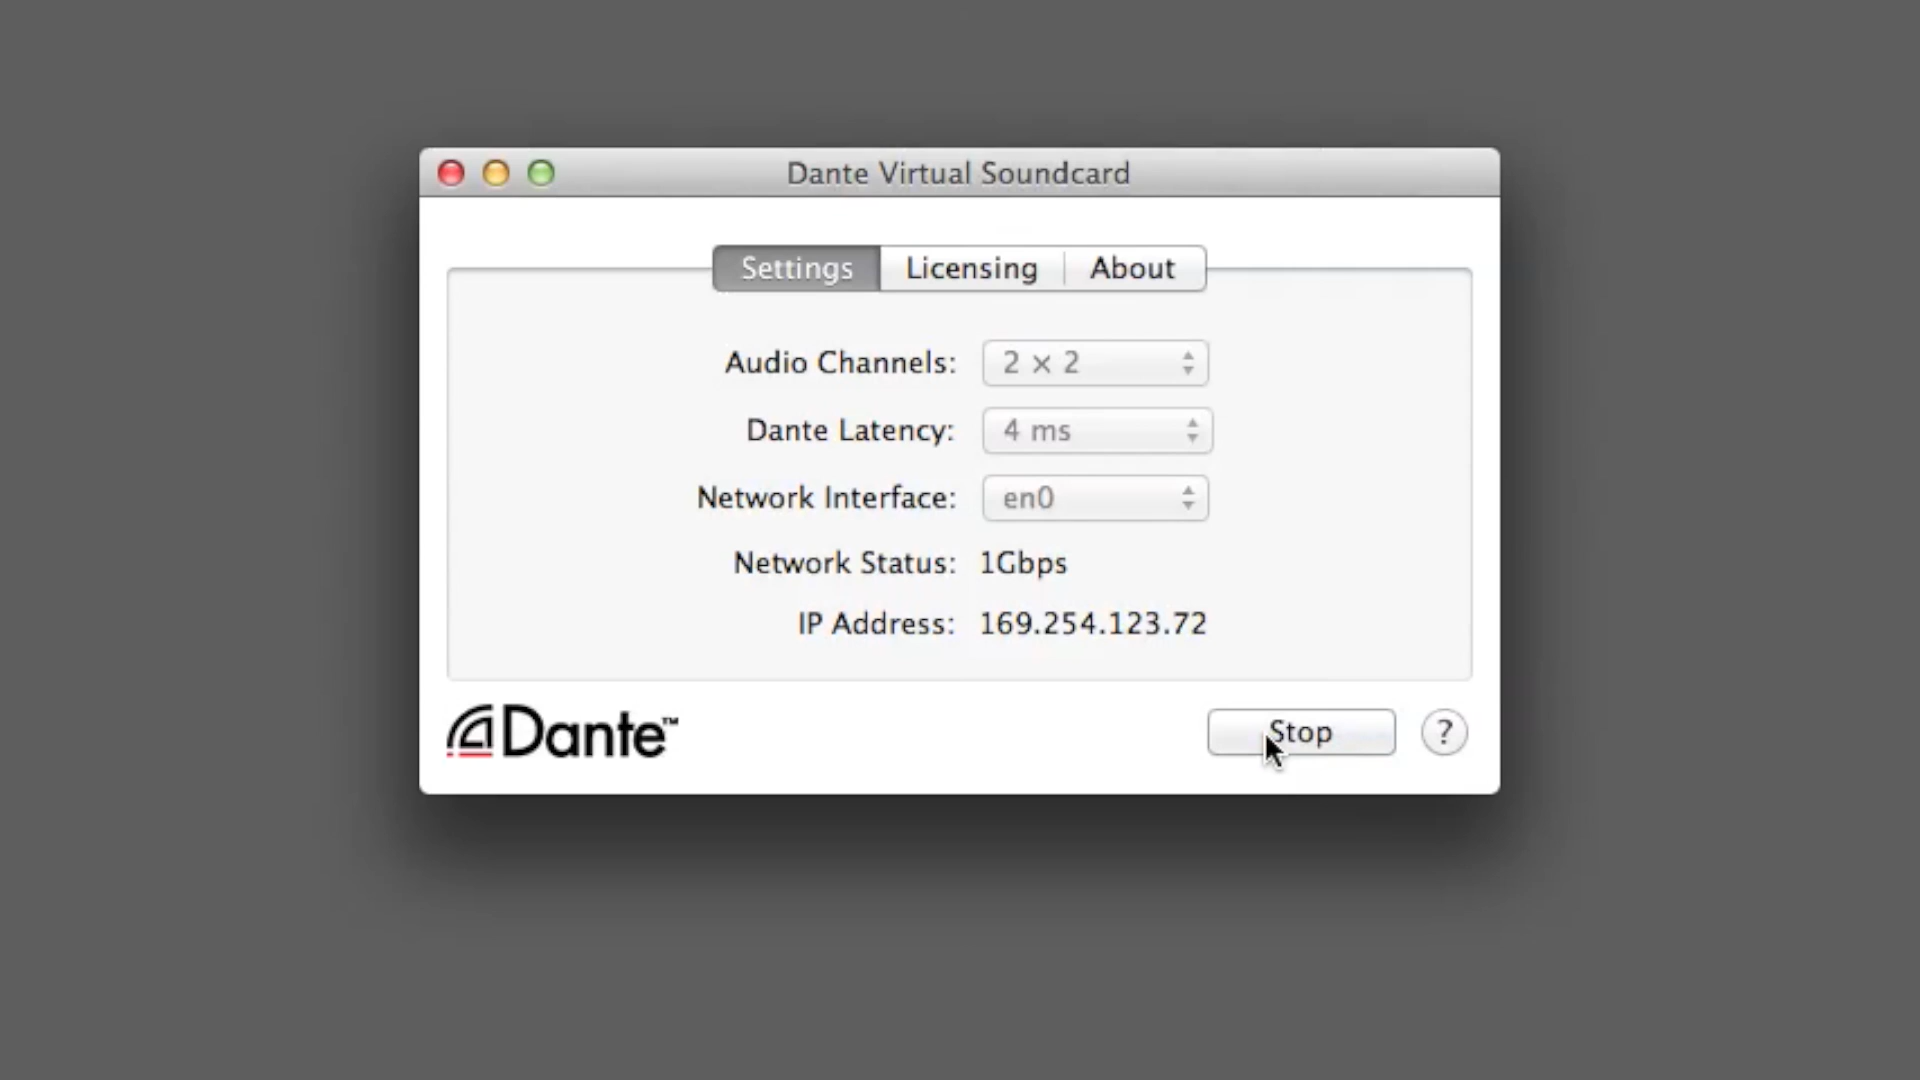 Dante Virtual Soundcard
Settings Licensing About
Audio Channels: 2 × 2
Dante Latency: 4 ms
Network Interface: en0
Network Status: 1Gbps
IP Address: 169.254.123.72
Dante™ Stop ?